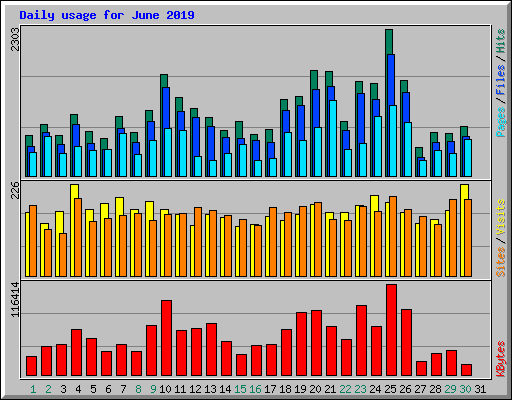 Daily usage for June 2019
2303
Pages / Files / Hits
226
Sites / Visits
116414
KBytes
1 2 3 4 5 6 7 8 9 10 11 12 13 14 15 16 17 18 19 20 21 22 23 24 25 26 27 28 29 30 31